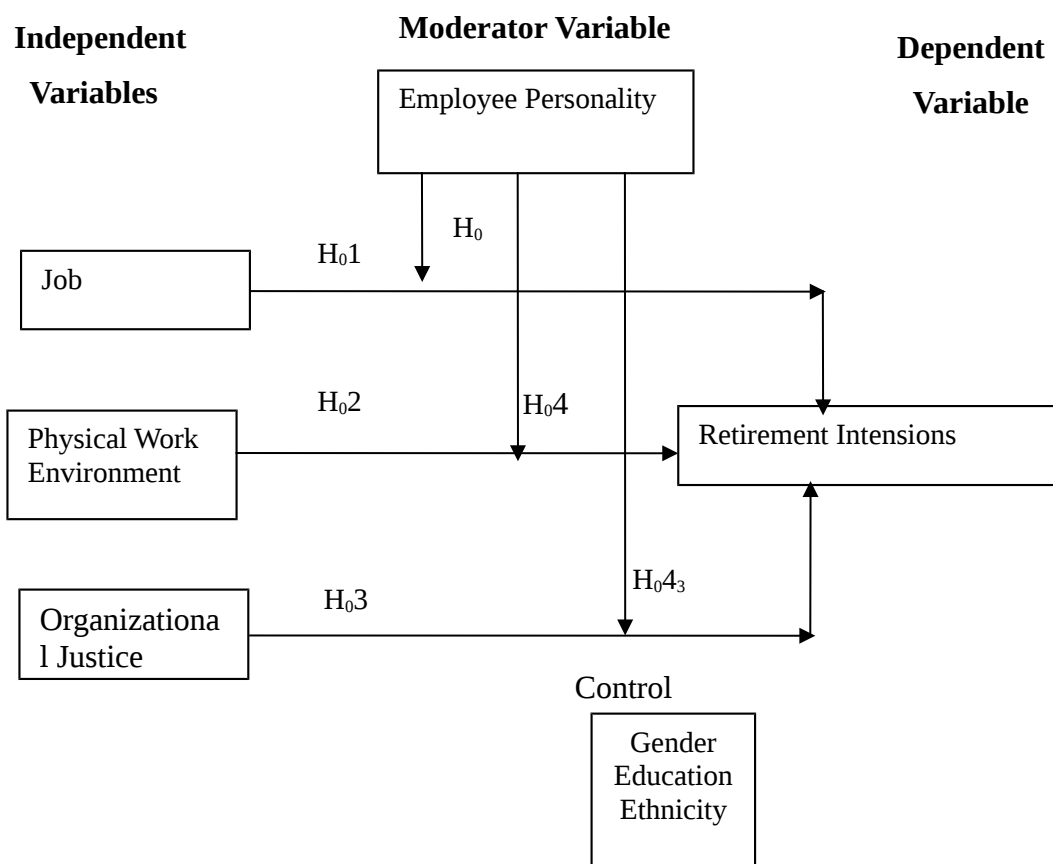 Independent
Variables
Moderator Variable
Dependent
Variable
Employee Personality
H₀
H₀1
Job
H₀2
H₀4
Physical Work
Environment
Retirement Intensions
H₀3
H₀4₃
Organizationa
l Justice
Control
Gender
Education
Ethnicity